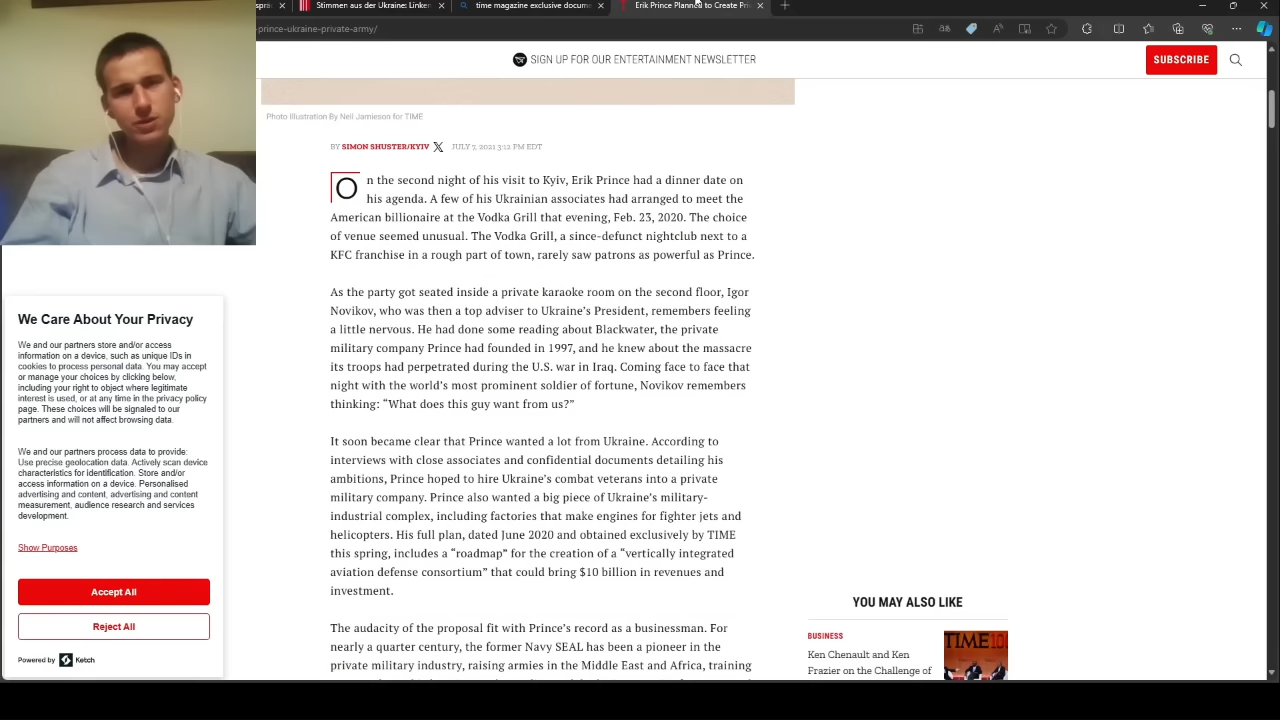 Stimmen aus der Ukraine: Linken
time magazine exclusive docume
Erik Prince Planned to Create Pri
-prince-ukraine-private-army/
SIGN UP FOR OUR ENTERTAINMENT NEWSLETTER
SUBSCRIBE
Photo Illustration By Neil Jamieson for TIME
BY SIMON SHUSTER/KYIV X JULY 7, 2021 3:12 PM EDT
On the second night of his visit to Kyiv, Erik Prince had a dinner date on
his agenda. A few of his Ukrainian associates had arranged to meet the
American billionaire at the Vodka Grill that evening, Feb. 23, 2020. The choice
of venue seemed unusual. The Vodka Grill, a since-defunct nightclub next to a
KFC franchise in a rough part of town, rarely saw patrons as powerful as Prince.
As the party got seated inside a private karaoke room on the second floor, Igor
Novikov, who was then a top adviser to Ukraine's President, remembers feeling
a little nervous. He had done some reading about Blackwater, the private
military company Prince had founded in 1997, and he knew about the massacre
its troops had perpetrated during the U.S. war in Iraq. Coming face to face that
night with the world's most prominent soldier of fortune, Novikov remembers
thinking: “What does this guy want from us?”
It soon became clear that Prince wanted a lot from Ukraine. According to
interviews with close associates and confidential documents detailing his
ambitions, Prince hoped to hire Ukraine's combat veterans into a private
military company. Prince also wanted a big piece of Ukraine's military-
industrial complex, including factories that make engines for fighter jets and
helicopters. His full plan, dated June 2020 and obtained exclusively by TIME
this spring, includes a “roadmap” for the creation of a “vertically integrated
aviation defense consortium” that could bring $10 billion in revenues and
investment.
The audacity of the proposal fit with Prince's record as a businessman. For
nearly a quarter century, the former Navy SEAL has been a pioneer in the
private military industry, raising armies in the Middle East and Africa, training
We Care About Your Privacy
We and our partners store and/or access
information on a device, such as unique IDs in
cookies to process personal data. You may accept
or manage your choices by clicking below,
including your right to object where legitimate
interest is used, or at any time in the privacy policy
page. These choices will be signaled to our
partners and will not affect browsing data.
We and our partners process data to provide:
Use precise geolocation data. Actively scan device
characteristics for identification. Store and/or
access information on a device. Personalised
advertising and content, advertising and content
measurement, audience research and services
development.
Show Purposes
Accept All
Reject All
Powered by Ketch
YOU MAY ALSO LIKE
BUSINESS
Ken Chenault and Ken
Frazier on the Challenge of
TIME100